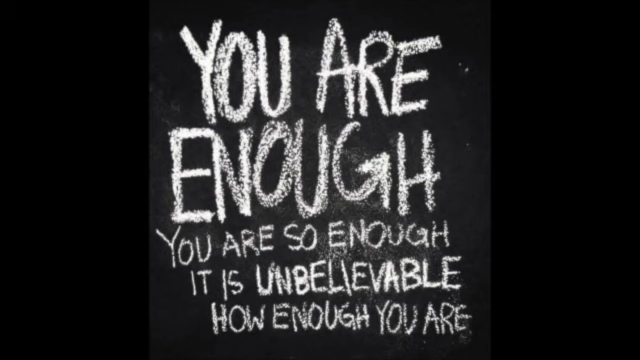 YOU ARE
ENOUGH
YOU ARE SO ENOUGH
IT IS UNBELIEVABLE
HOW ENOUGH YOU ARE